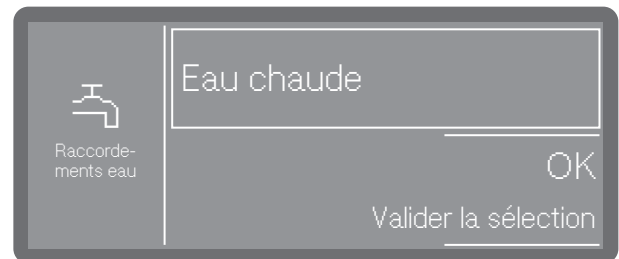 Raccorde-
ments eau
Eau chaude
OK
Valider la sélection